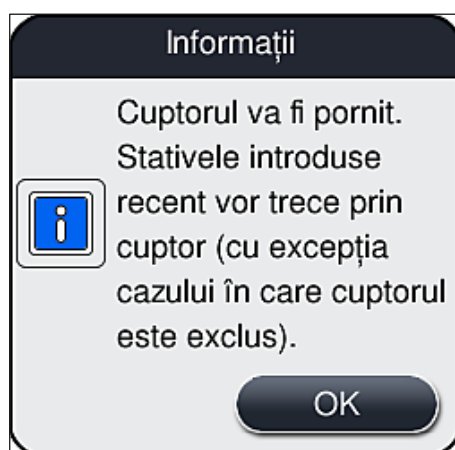 Informații
Cuptorul va fi pornit.
Stativele introduse
recent vor trece prin
cuptor (cu excepția
cazului în care cuptorul
este exclus).
OK